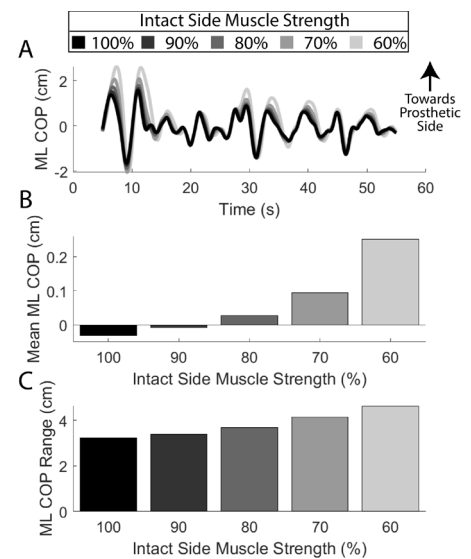 Intact Side Muscle Strength
100% 90% 80% 70% 60%
A
ML COP (cm)
2
0
-2
0 10 20 30 40 50 60
Time (s)
Towards
Prosthetic
Side
B
Mean ML COP (cm)
0.2
0.1
0
100 90 80 70 60
Intact Side Muscle Strength (%)
C
ML COP Range (cm)
4
2
0
100 90 80 70 60
Intact Side Muscle Strength (%)